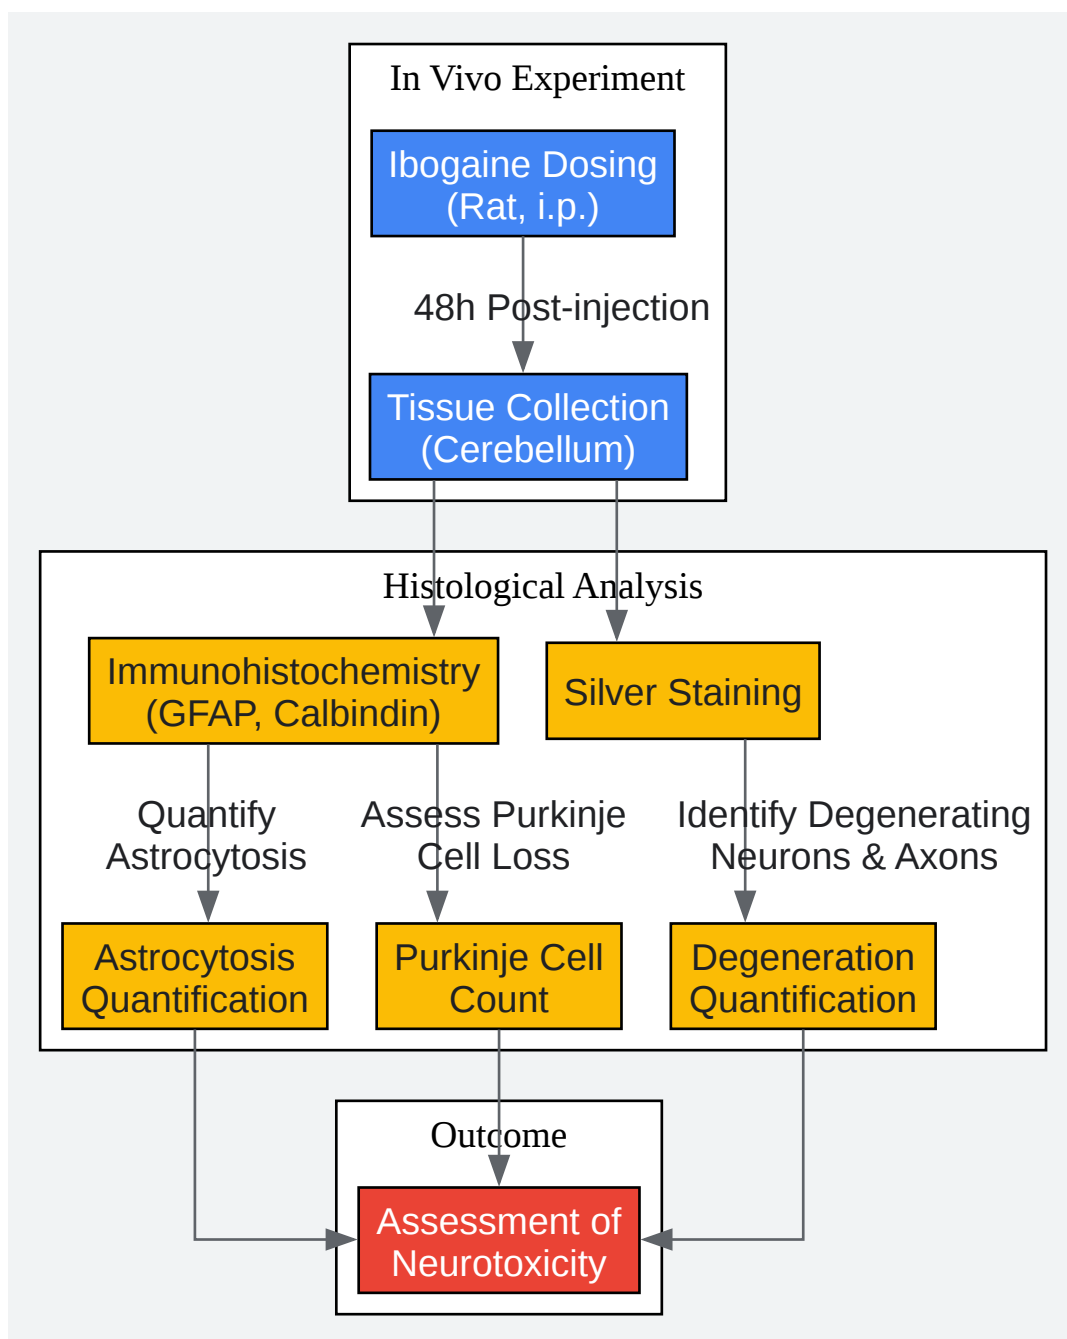 In Vivo Experiment
Ibogaine Dosing
(Rat, i.p.)
48h Post-injection
Tissue Collection
(Cerebellum)
Histological Analysis
Immunohistochemistry
(GFAP, Calbindin)
Silver Staining
Quantify
Astrocytosis
Assess Purkinje
Cell Loss
Identify Degenerating
Neurons & Axons
Astrocytosis
Quantification
Purkinje Cell
Count
Degeneration
Quantification
Outcome
Assessment of
Neurotoxicity